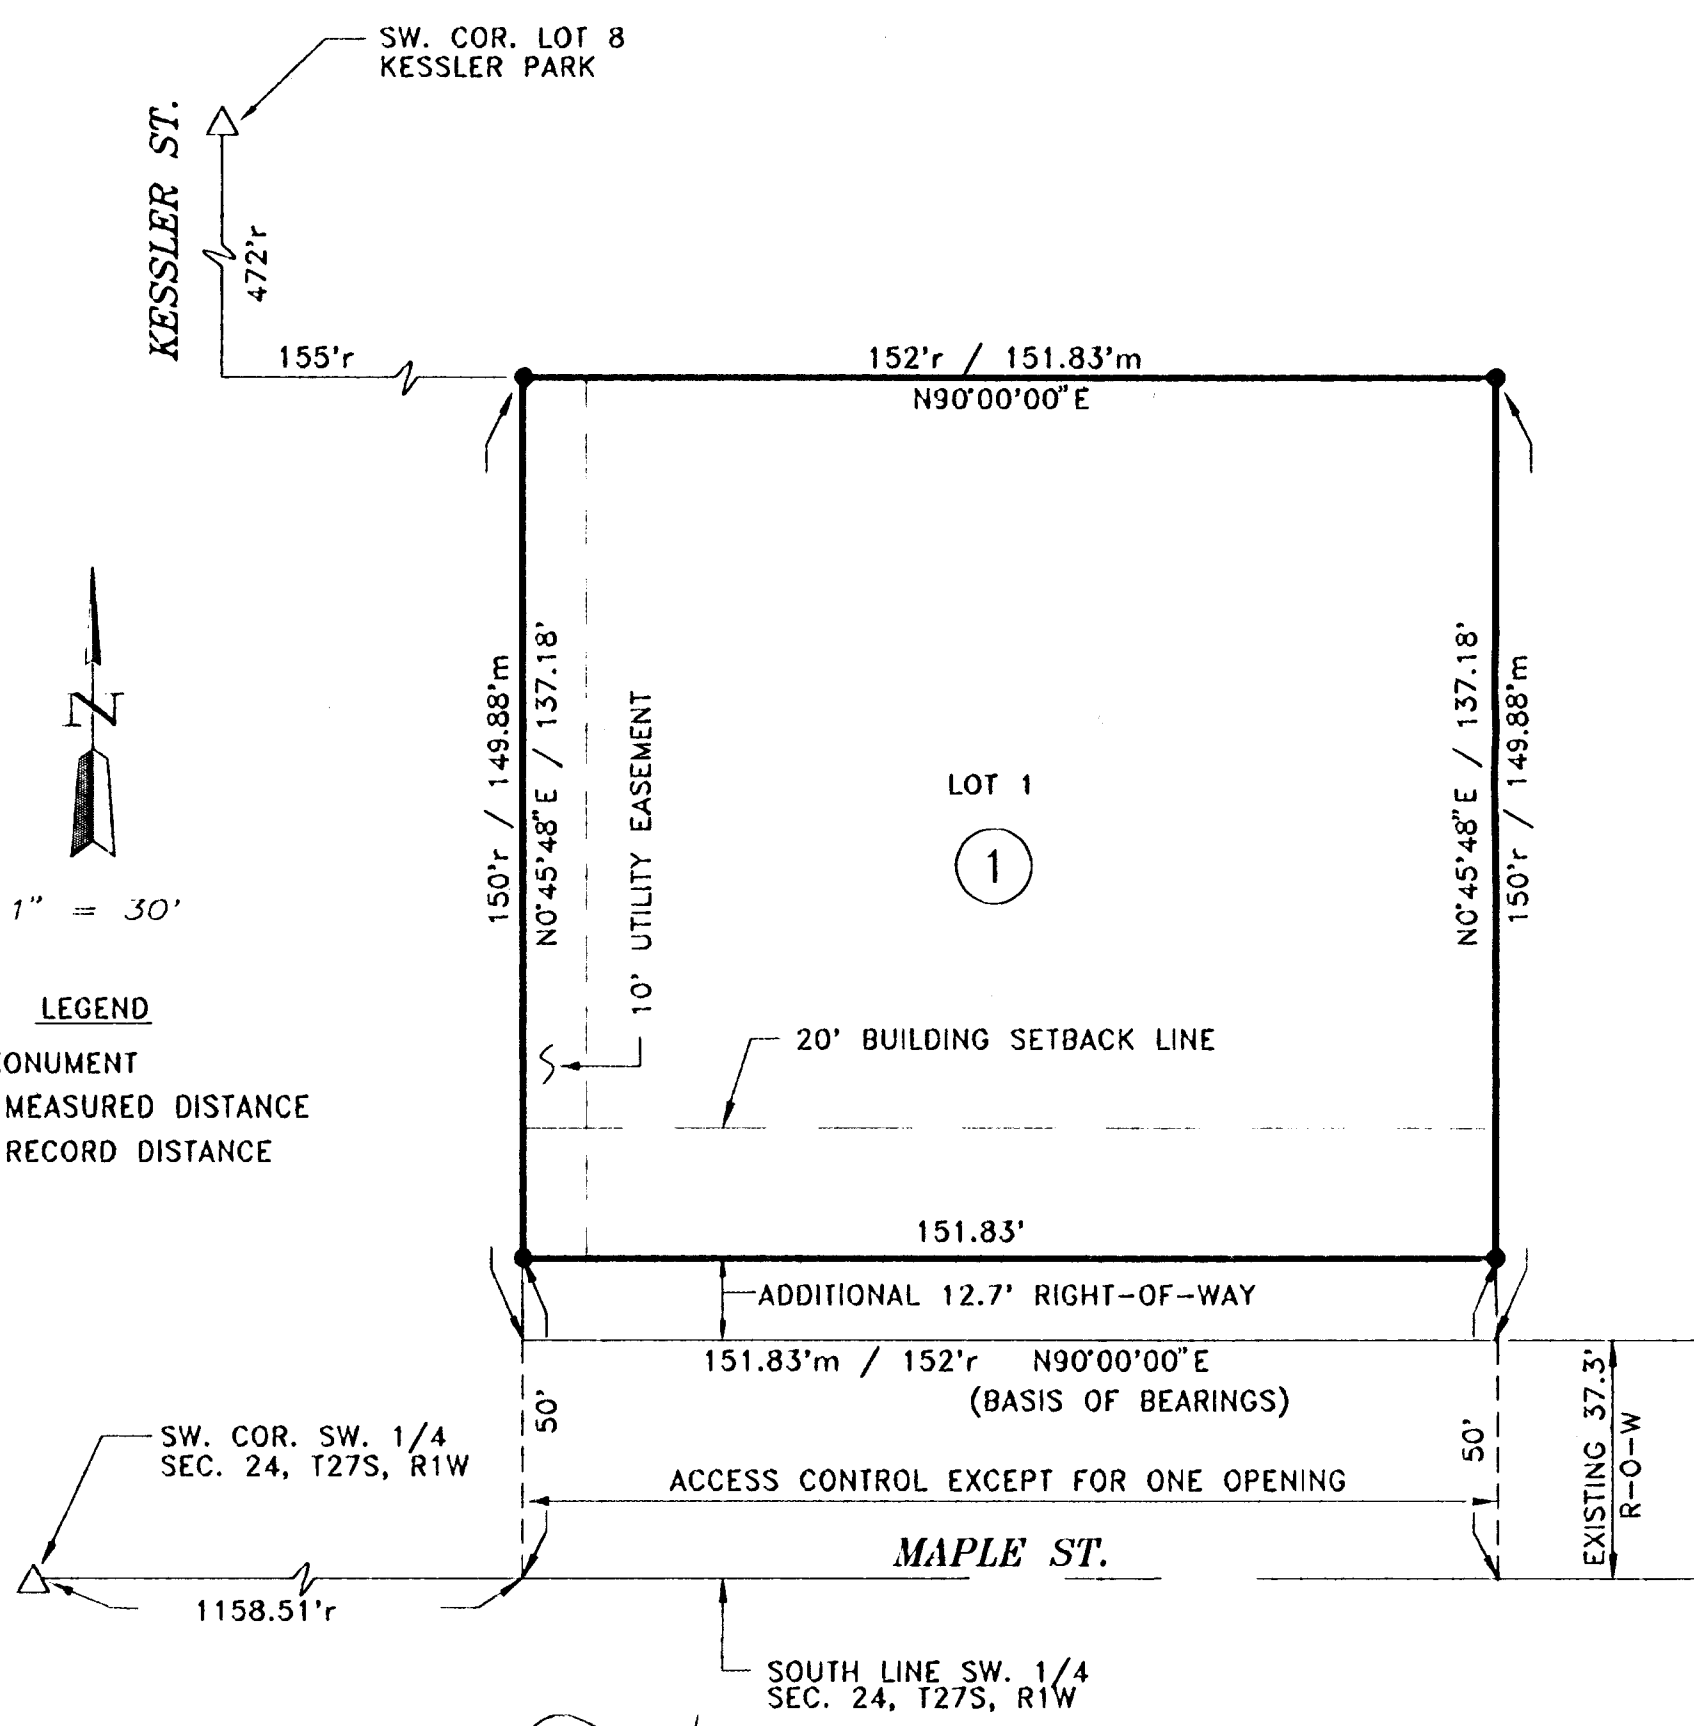 SW. COR. LOT 8
KESSLER PARK
KESSLER ST.
472'r
155'r
152'r / 151.83'm
N90°00'00"E
150'r / 149.88'm
N0°45'48"E / 137.18'
10' UTILITY EASEMENT
LOT 1
1
N0°45'48"E / 137.18'
150'r / 149.88'm
N
1" = 30'
LEGEND
ONUMENT
MEASURED DISTANCE
RECORD DISTANCE
20' BUILDING SETBACK LINE
151.83'
ADDITIONAL 12.7' RIGHT-OF-WAY
151.83'm / 152'r N90°00'00"E
(BASIS OF BEARINGS)
50'
50'
EXISTING 37.3'
R-O-W
SW. COR. SW. 1/4
SEC. 24, T27S, R1W
ACCESS CONTROL EXCEPT FOR ONE OPENING
MAPLE ST.
1158.51'r
SOUTH LINE SW. 1/4
SEC. 24, T27S, R1W